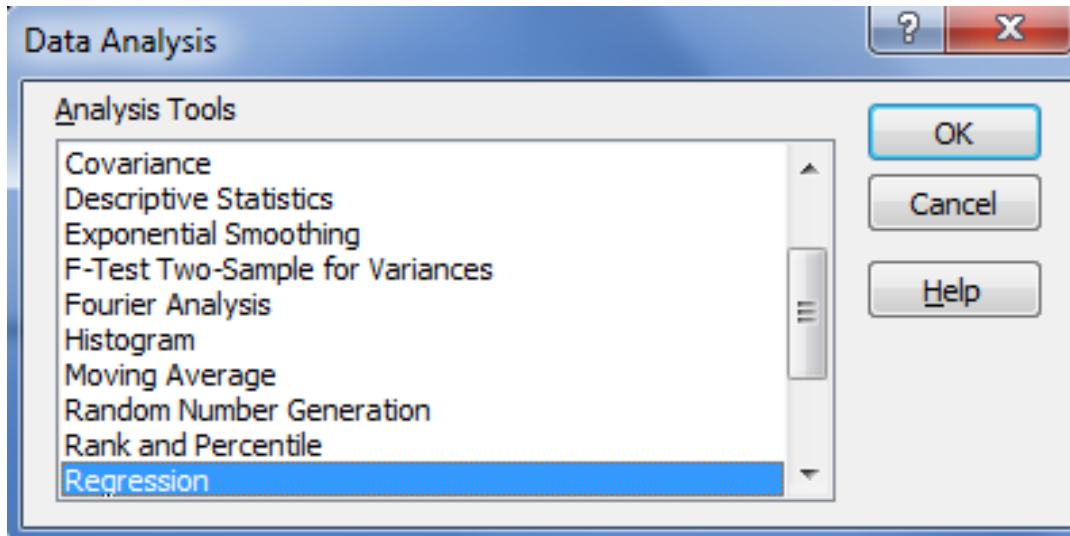 Data Analysis
?
X
Analysis Tools
Covariance
Descriptive Statistics
Exponential Smoothing
F-Test Two-Sample for Variances
Fourier Analysis
Histogram
Moving Average
Random Number Generation
Rank and Percentile
Regression
OK
Cancel
Help